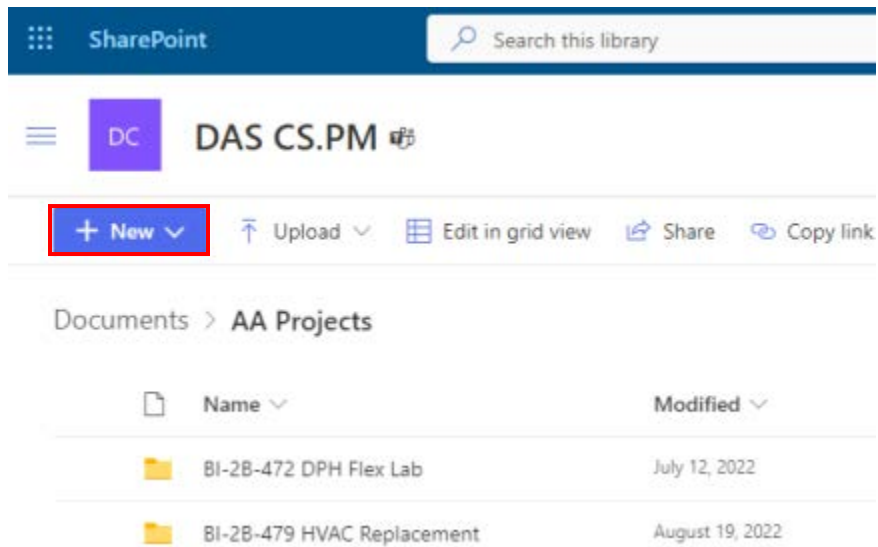 SharePoint
Search this library
DC
DAS CS.PM
New
Upload
Edit in grid view
Share
Copy link
Documents > AA Projects
Name
Modified
BI-2B-472 DPH Flex Lab
July 12, 2022
BI-2B-479 HVAC Replacement
August 19, 2022